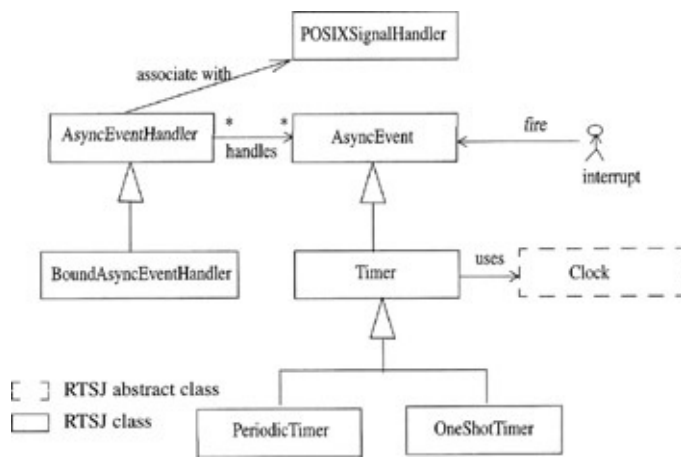 POSIXSignalHandler
associate with
AsyncEventHandler
*
*
handles
AsyncEvent
fire
interrupt
BoundAsyncEventHandler
Timer
uses
Clock
RTSJ abstract class
RTSJ class
PeriodicTimer
OneShotTimer